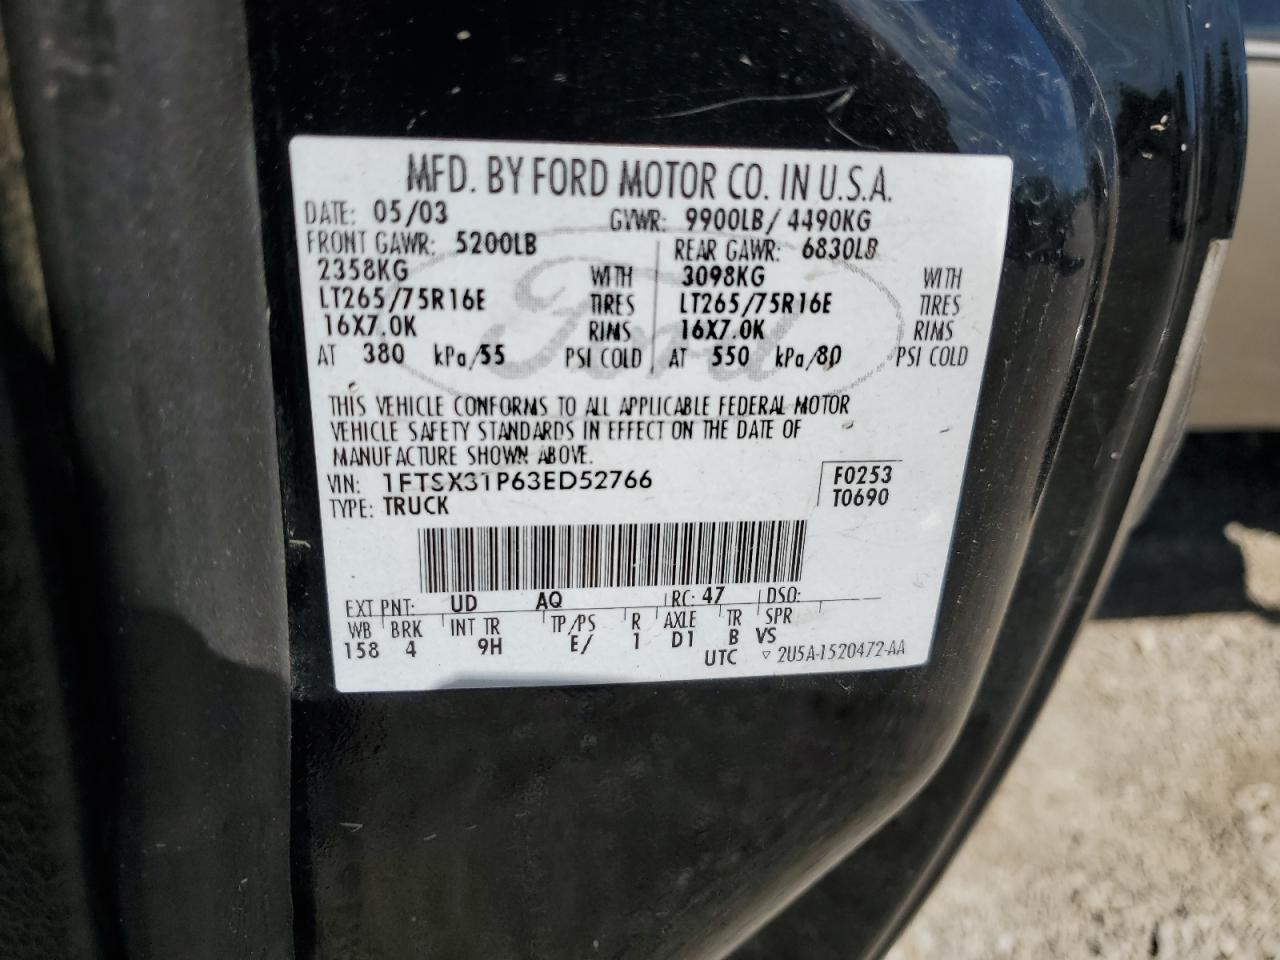 MFD. BY FORD MOTOR CO. IN U.S.A.
DATE: 05/03 GVWR: 9900LB/ 4490KG
FRONT GAWR: 5200LB REAR GAWR: 6830LB
2358KG WITH 3098KG WITH
LT265/75R16E TIRES LT265/75R16E TIRES
16X7.0K RIMS 16X7.0K RIMS
AT 380 kPa/55 PSI COLD AT 550 kPa/80 PSI COLD
Ford
THIS VEHICLE CONFORMS TO ALL APPLICABLE FEDERAL MOTOR
VEHICLE SAFETY STANDARDS IN EFFECT ON THE DATE OF
MANUFACTURE SHOWN ABOVE.
VIN: 1FTSX31P63ED52766 F0253
TYPE: TRUCK T0690
EXT PNT: UD AQ RC: 47 DSO:
WB BRK INT TR TP/PS R AXLE TR SPR
158 4 9H E/ 1 D1 B VS
UTC ▿ 2U5A-1520472-AA